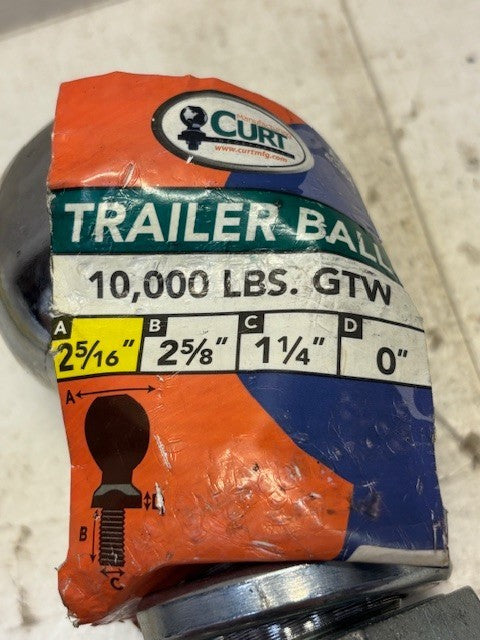 Manufacturing
CURT
www.curtmfg.com
TRAILER BALL
10,000 LBS. GTW
A B C D
2 5/16" 2 5/8" 1 1/4" 0"
A
D
B
C